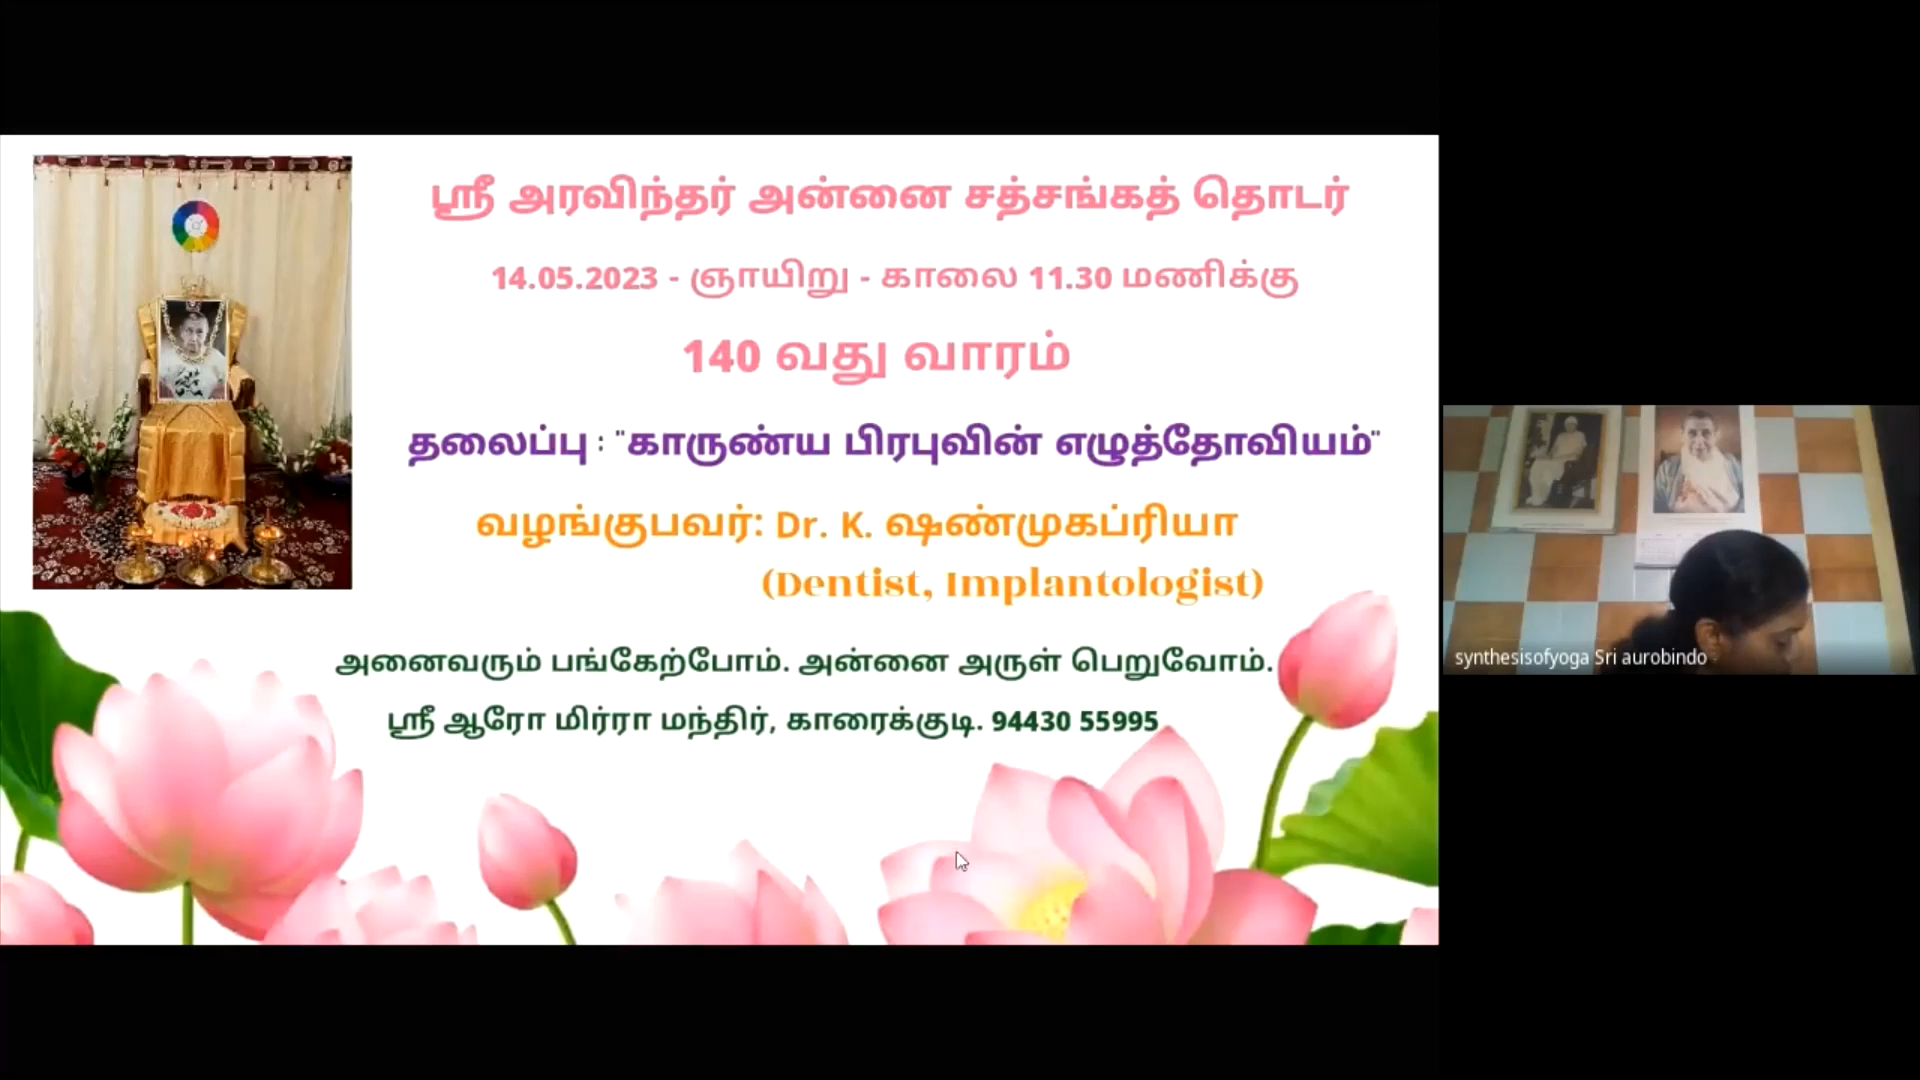 ஸ்ரீ அரவிந்தர் அன்னை சத்சங்கத் தொடர்
14.05.2023 - ஞாயிறு - காலை 11.30 மணிக்கு
140 வது வாரம்
தலைப்பு : "காருண்ய பிரபுவின் எழுத்தோவியம்"
வழங்குபவர்: Dr. K. ஷண்முகப்ரியா
(Dentist, Implantologist)
அனைவரும் பங்கேற்போம். அன்னை அருள் பெறுவோம்.
ஸ்ரீ ஆரோ மிர்ரா மந்திர், காரைக்குடி. 94430 55995
synthesisofyoga Sri aurobindo